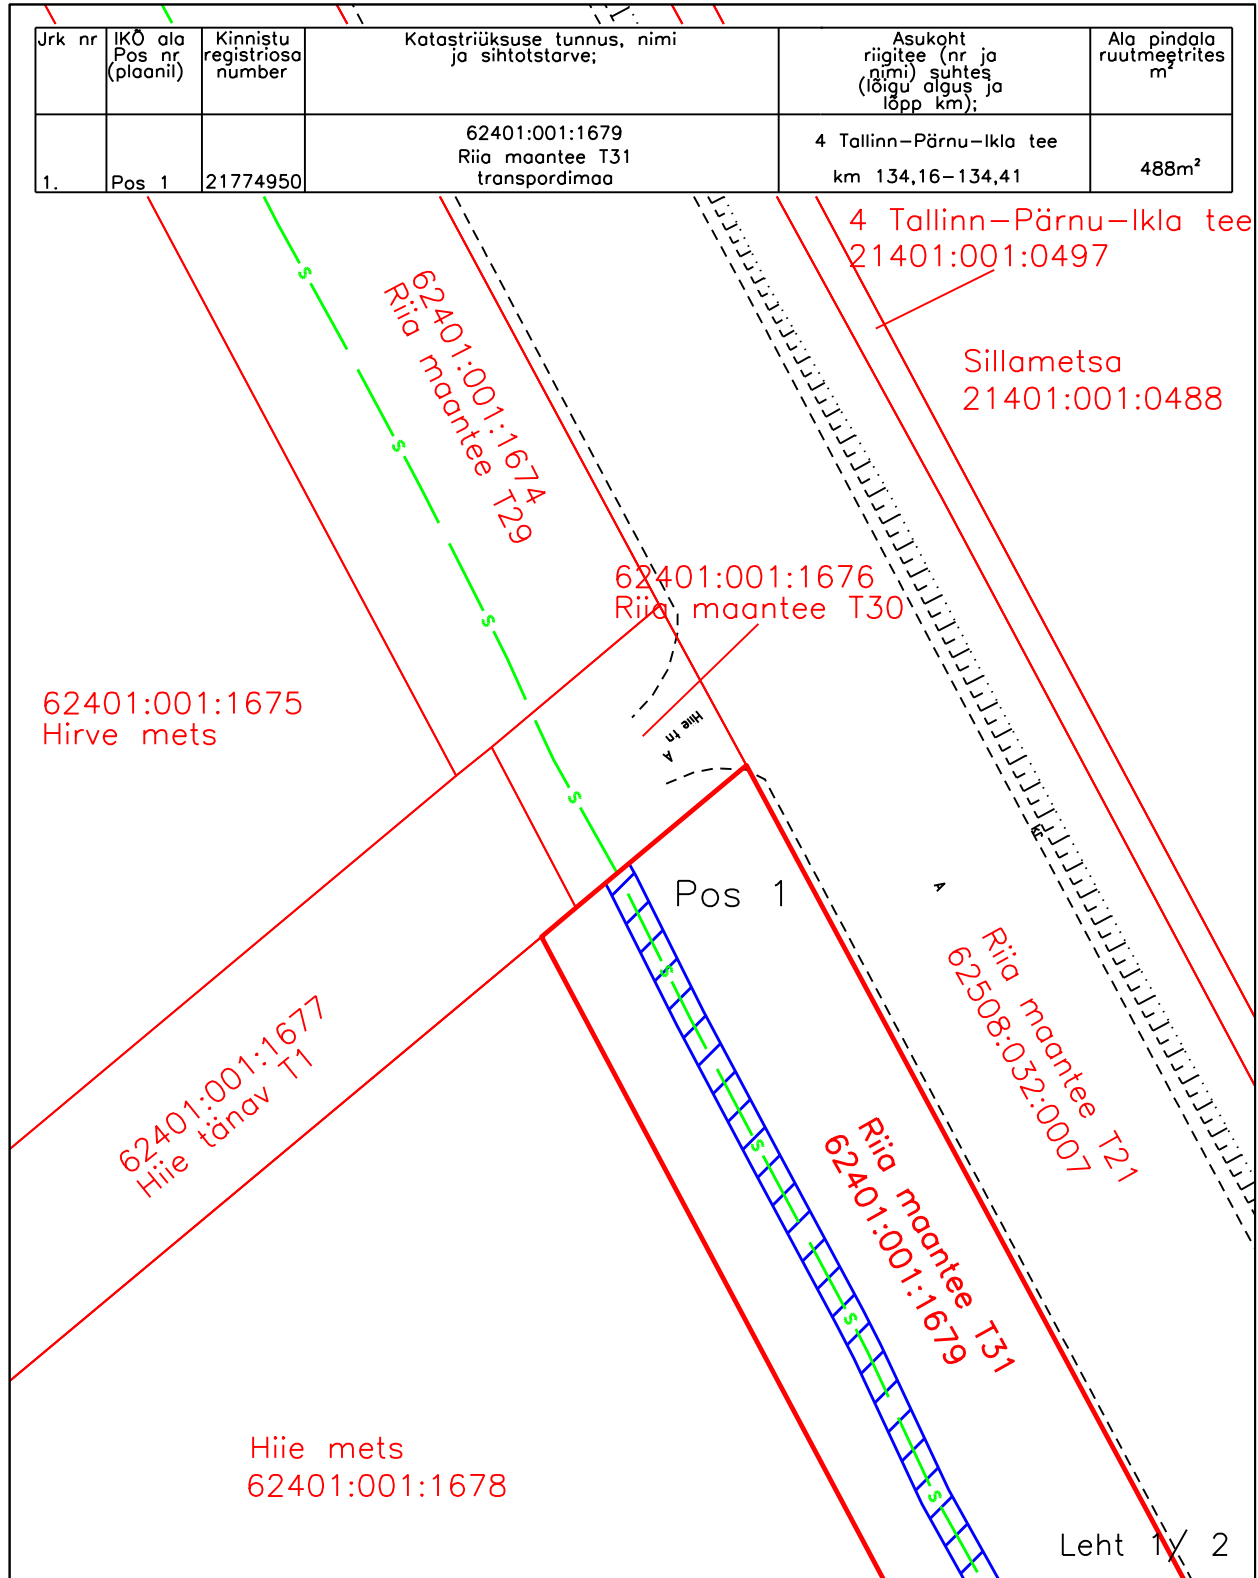 Jrk nr
IKÕ ala
Pos nr
(plaanil)
Kinnistu
registriosa
number
Katastriüksuse tunnus, nimi
ja sihtotstarve;
Asukoht
riigitee (nr ja
nimi) suhtes
(lõigu algus ja
lõpp km);
Ala pindala
ruutmeetrites
m²
1.
Pos 1
21774950
62401:001:1679
Riia maantee T31
transpordimaa
4 Tallinn-Pärnu-Ikla tee
km 134,16-134,41
488m²
4 Tallinn-Pärnu-Ikla tee
21401:001:0497
Sillametsa
21401:001:0488
62401:001:1674
Riia maantee T29
62401:001:1676
Riia maantee T30
62401:001:1675
Hirve mets
Hiie tn
A
Pos 1
A
62401:001:1677
Hiie tänav T1
Riia maantee T21
62508:032:0007
Riia maantee T31
62401:001:1679
Hiie mets
62401:001:1678
S
S
S
S
S
S
S
S
Leht 1/ 2